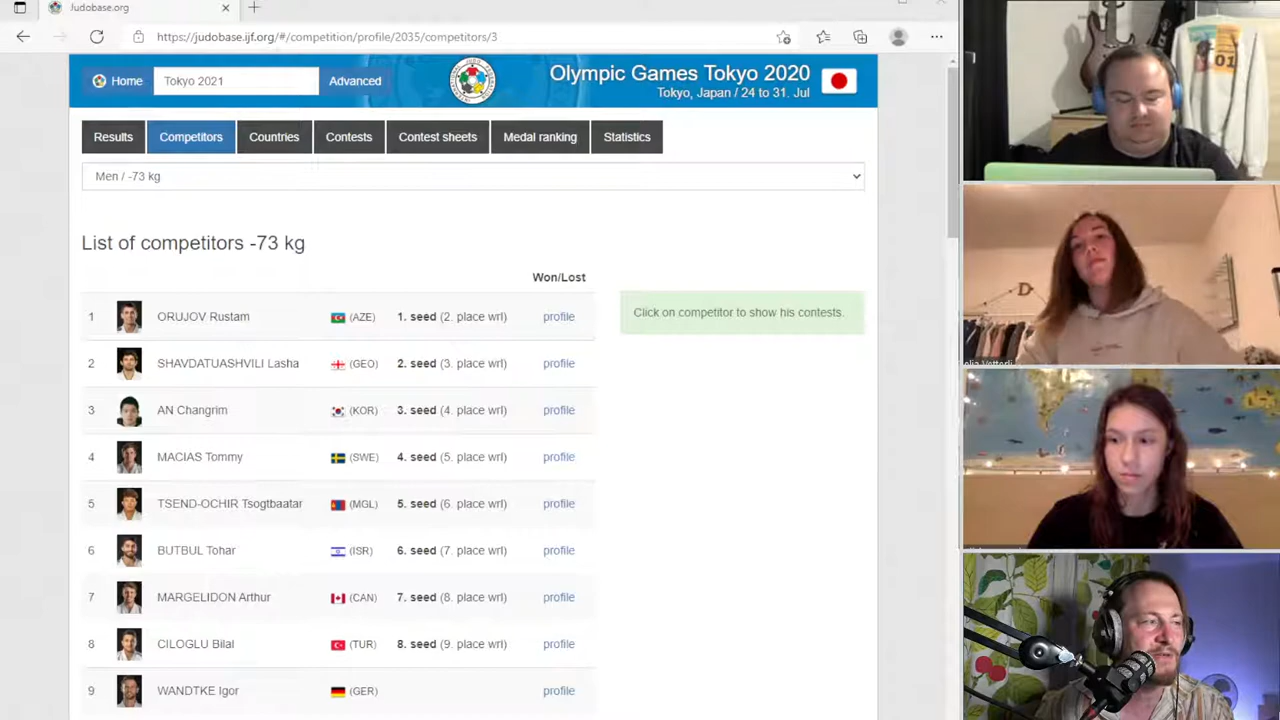 Judobase.org
https://judobase.ijf.org/#/competition/profile/2035/competitors/3
Home
Tokyo 2021
Advanced
Olympic Games Tokyo 2020
Tokyo, Japan / 24 to 31. Jul
Results
Competitors
Countries
Contests
Contest sheets
Medal ranking
Statistics
Men / -73 kg
List of competitors -73 kg
Won/Lost
Click on competitor to show his contests.
1 ORUJOV Rustam (AZE) 1. seed (2. place wrl) profile
2 SHAVDATUASHVILI Lasha (GEO) 2. seed (3. place wrl) profile
3 AN Changrim (KOR) 3. seed (4. place wrl) profile
4 MACIAS Tommy (SWE) 4. seed (5. place wrl) profile
5 TSEND-OCHIR Tsogtbaatar (MGL) 5. seed (6. place wrl) profile
6 BUTBUL Tohar (ISR) 6. seed (7. place wrl) profile
7 MARGELIDON Arthur (CAN) 7. seed (8. place wrl) profile
8 CILOGLU Bilal (TUR) 8. seed (9. place wrl) profile
9 WANDTKE Igor (GER) profile
01
D